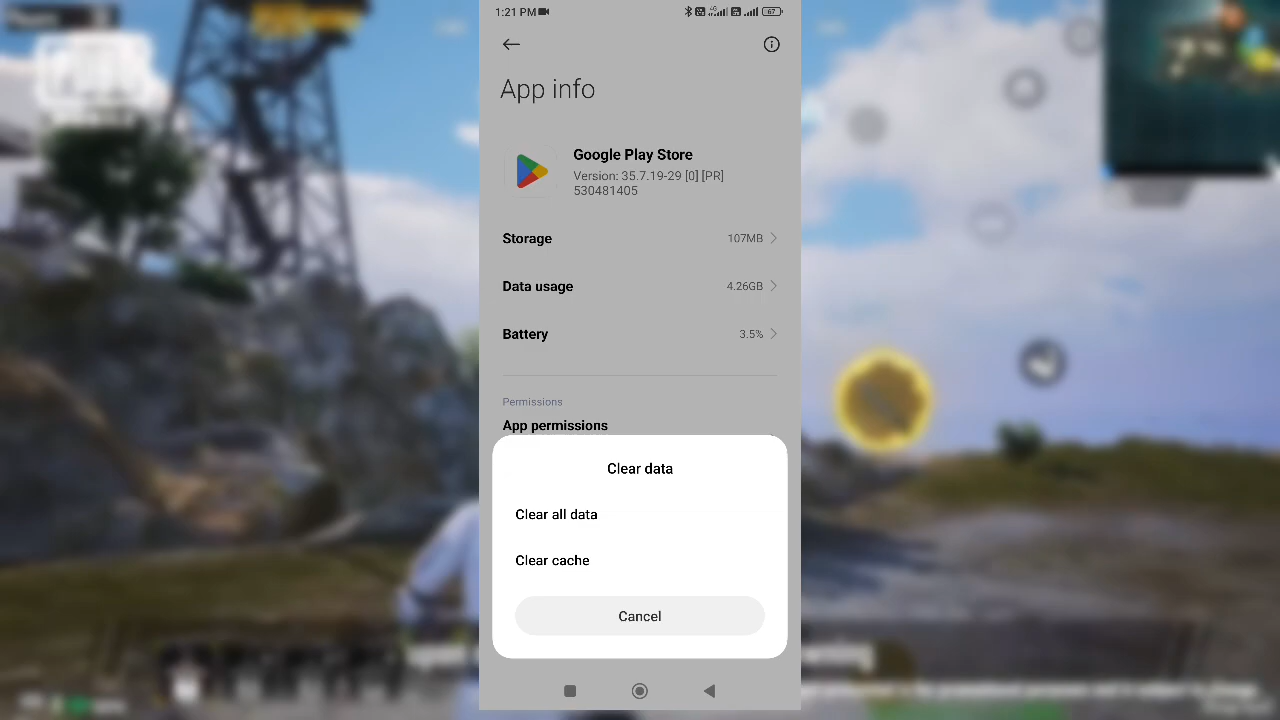 1:21 PM
67
App info
Google Play Store
Version: 35.7.19-29 [0] [PR]
530481405
Storage 107MB
Data usage 4.26GB
Battery 3.5%
Permissions
App permissions
Clear data
Clear all data
Clear cache
Cancel